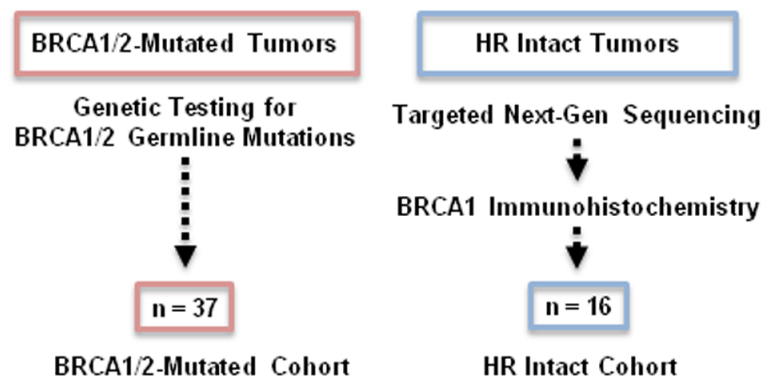 BRCA1/2-Mutated Tumors
Genetic Testing for
BRCA1/2 Germline Mutations
n = 37
BRCA1/2-Mutated Cohort
HR Intact Tumors
Targeted Next-Gen Sequencing
BRCA1 Immunohistochemistry
n = 16
HR Intact Cohort